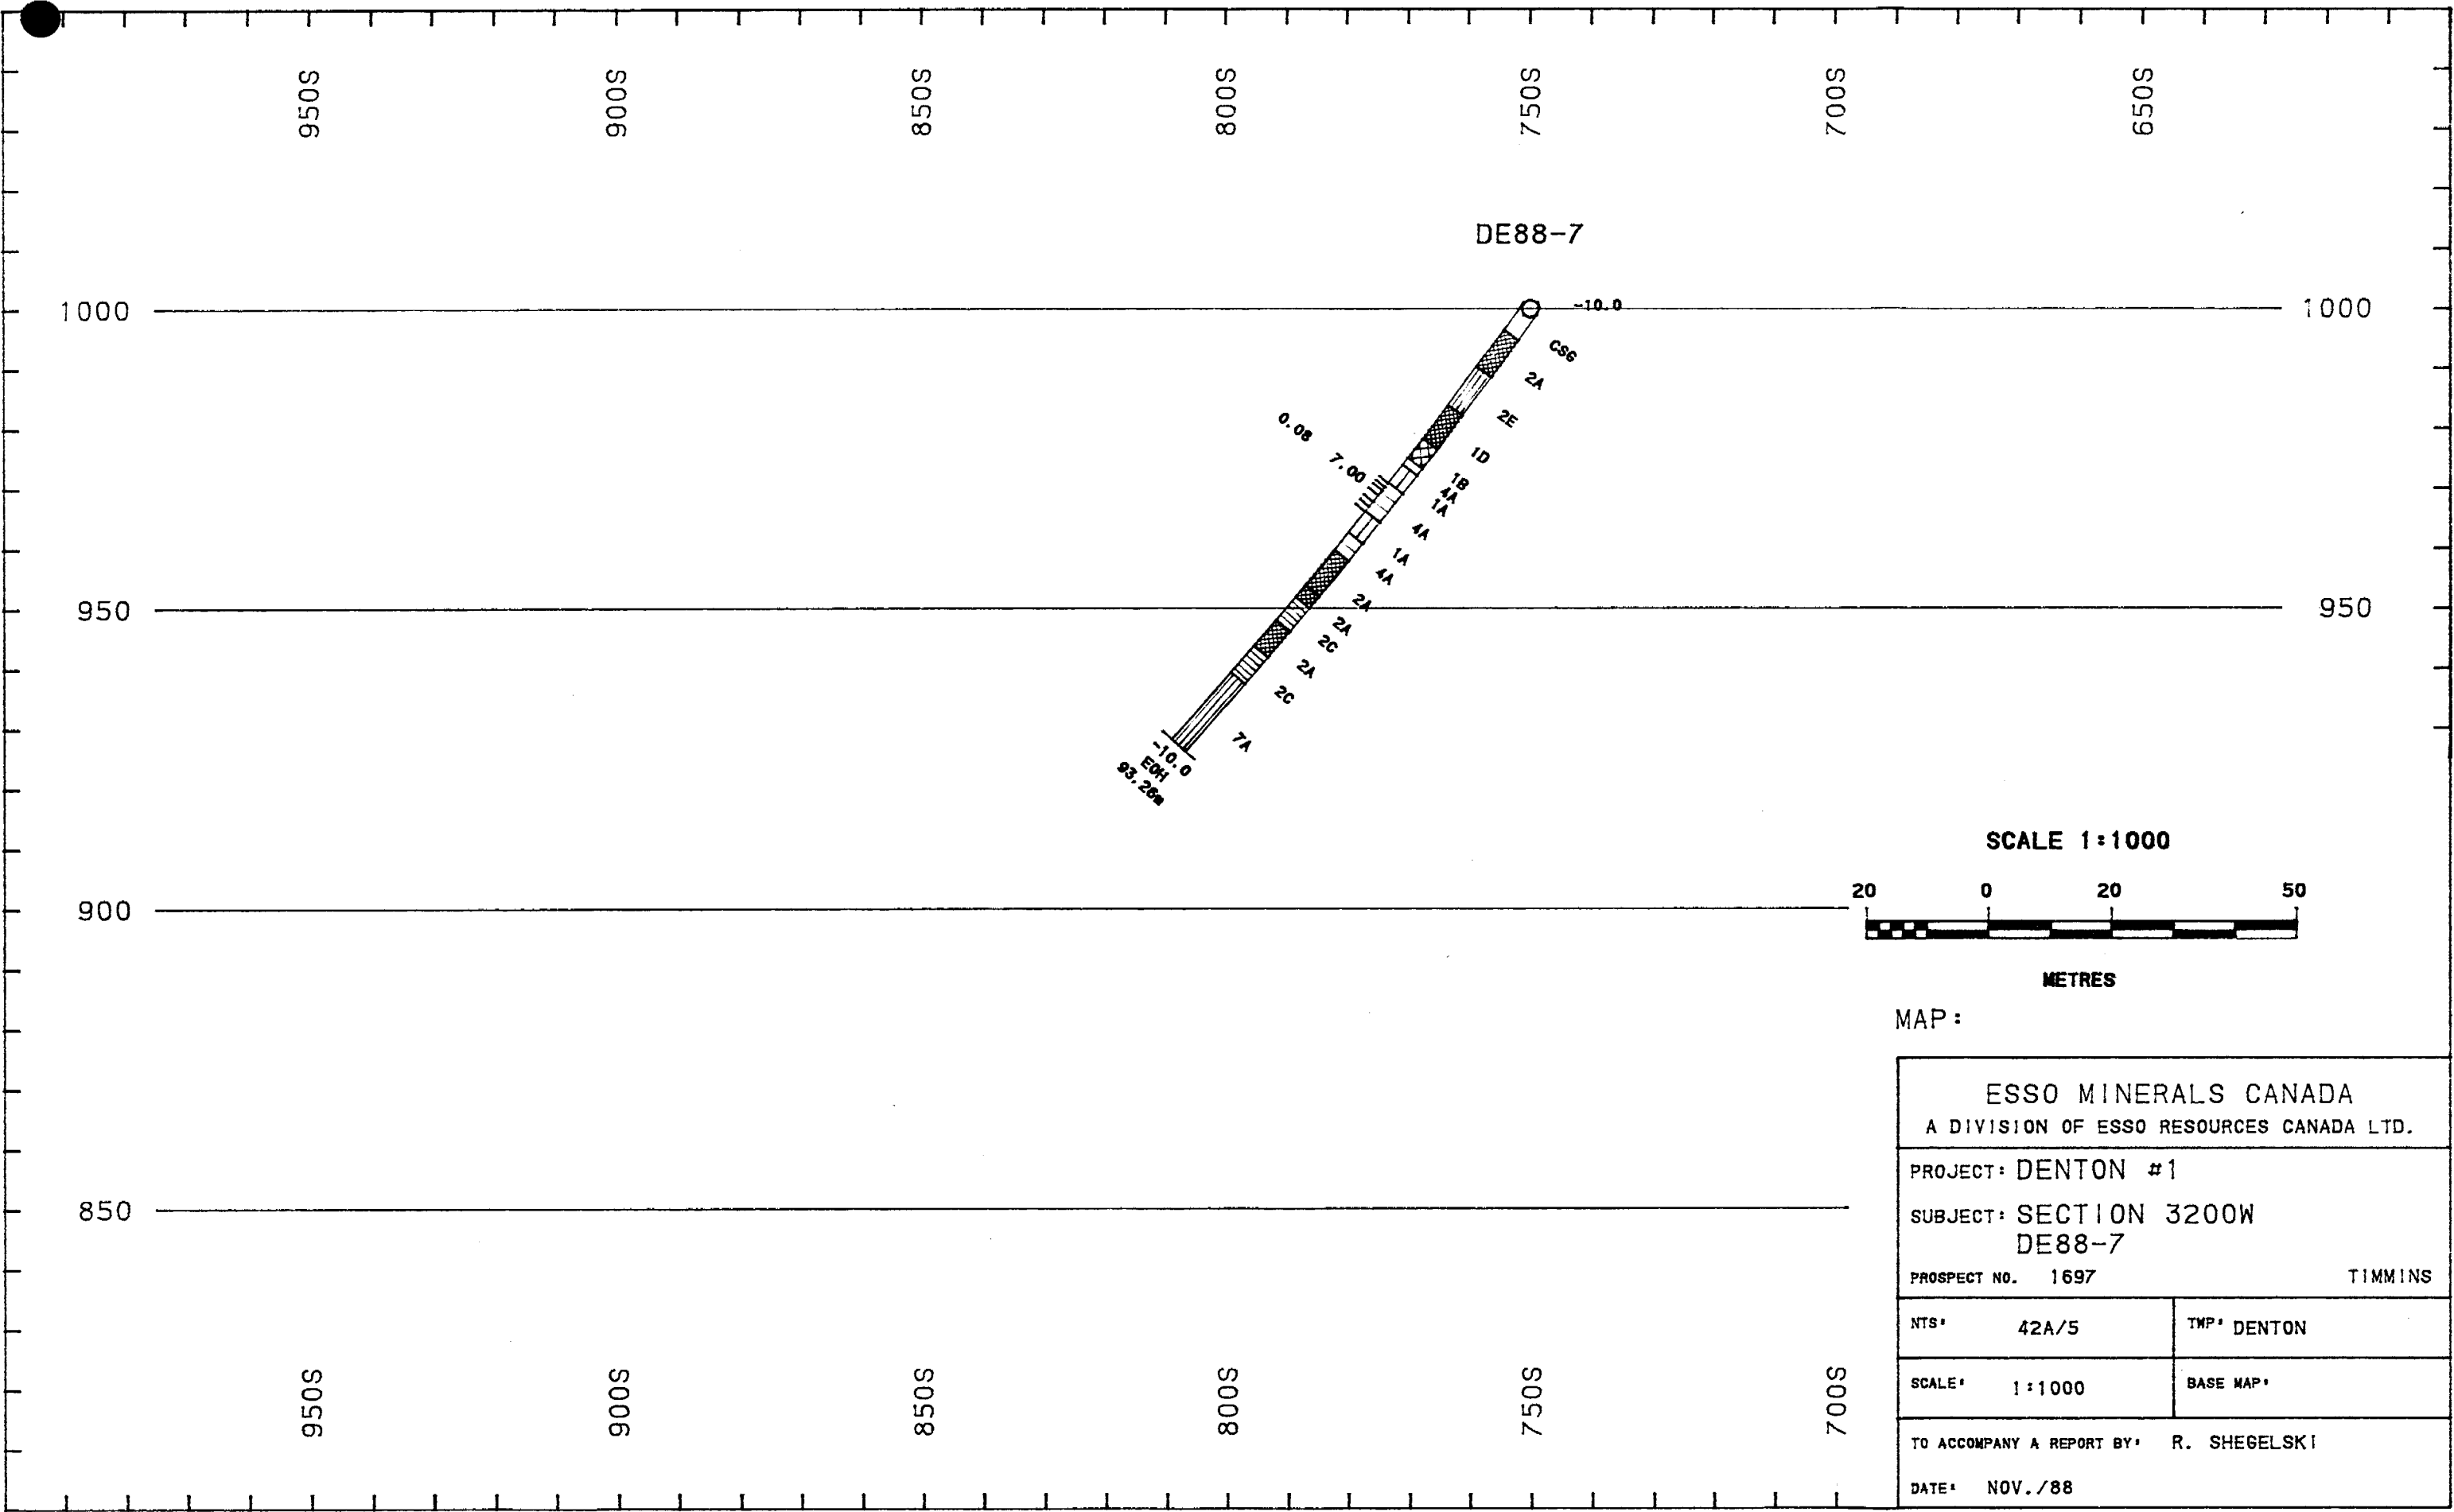 950S 900S 850S 800S 750S 700S 650S
DE88-7
1000 -10.0 1000
CSG
2A
2E
0.08 7.00
1D
1B
4A
1A
4A
1A
4A
2A
950 950
2A
2C
2A
2C
7A
-10.0
EOH
93.26m
SCALE 1:1000
20 0 20 50
METRES
900
850
MAP:
ESSO MINERALS CANADA
A DIVISION OF ESSO RESOURCES CANADA LTD.
PROJECT: DENTON #1
SUBJECT: SECTION 3200W
DE88-7
PROSPECT NO. 1697 TIMMINS
NTS: 42A/5 TWP: DENTON
SCALE: 1:1000 BASE MAP:
TO ACCOMPANY A REPORT BY: R. SHEGELSKI
DATE: NOV./88
950S 900S 850S 800S 750S 700S